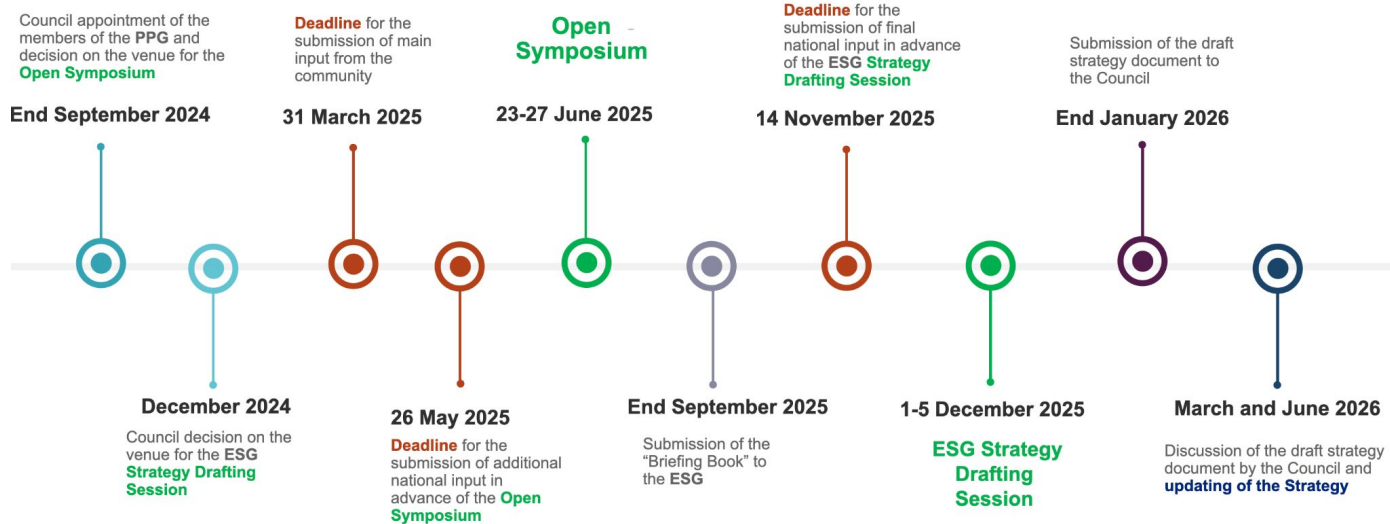 Council appointment of the
members of the PPG and
decision on the venue for the
Open Symposium
End September 2024
Deadline for the
submission of main
input from the
community
31 March 2025
Open
Symposium
23-27 June 2025
Deadline for the
submission of final
national input in advance
of the ESG Strategy
Drafting Session
14 November 2025
Submission of the draft
strategy document to
the Council
End January 2026
December 2024
Council decision on the
venue for the ESG
Strategy Drafting
Session
26 May 2025
Deadline for the
submission of additional
national input in
advance of the Open
Symposium
End September 2025
Submission of the
“Briefing Book” to
the ESG
1-5 December 2025
ESG Strategy
Drafting
Session
March and June 2026
Discussion of the draft strategy
document by the Council and
updating of the Strategy